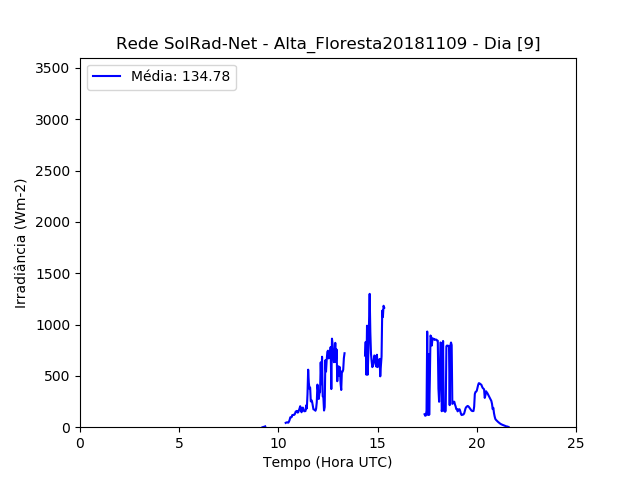 Rede SolRad-Net - Alta_Floresta20181109 - Dia [9]
Média: 134.78
3500
3000
2500
2000
1500
1000
500
0
Irradiância (Wm-2)
0 5 10 15 20 25
Tempo (Hora UTC)